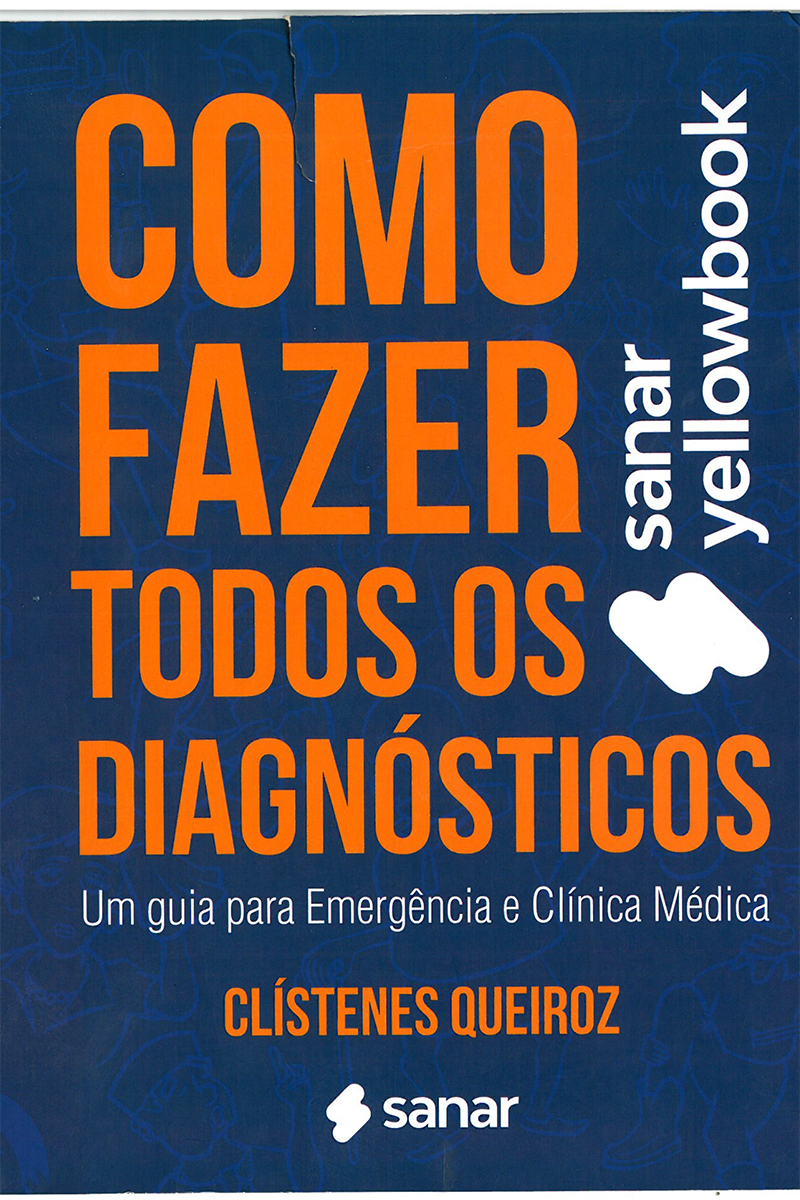 COMO
FAZER
TODOS OS
DIAGNÓSTICOS
sanar
yellowbook
Um guia para Emergência e Clínica Médica
CLÍSTENES QUEIROZ
sanar